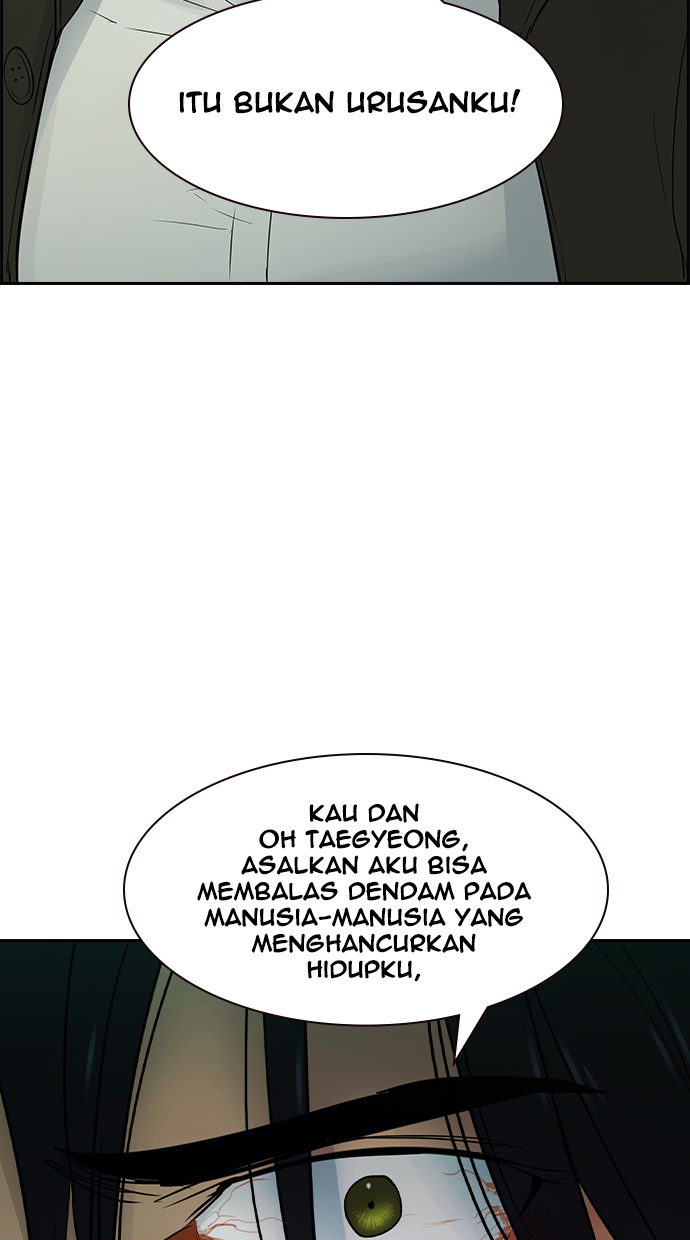 ITU BUKAN URUSANKU!
KAU DAN
OH TAEGYEONG,
ASALKAN AKU BISA
MEMBALAS DENDAM PADA
MANUSIA-MANUSIA YANG
MENGHANCURKAN
HIDUPKU,